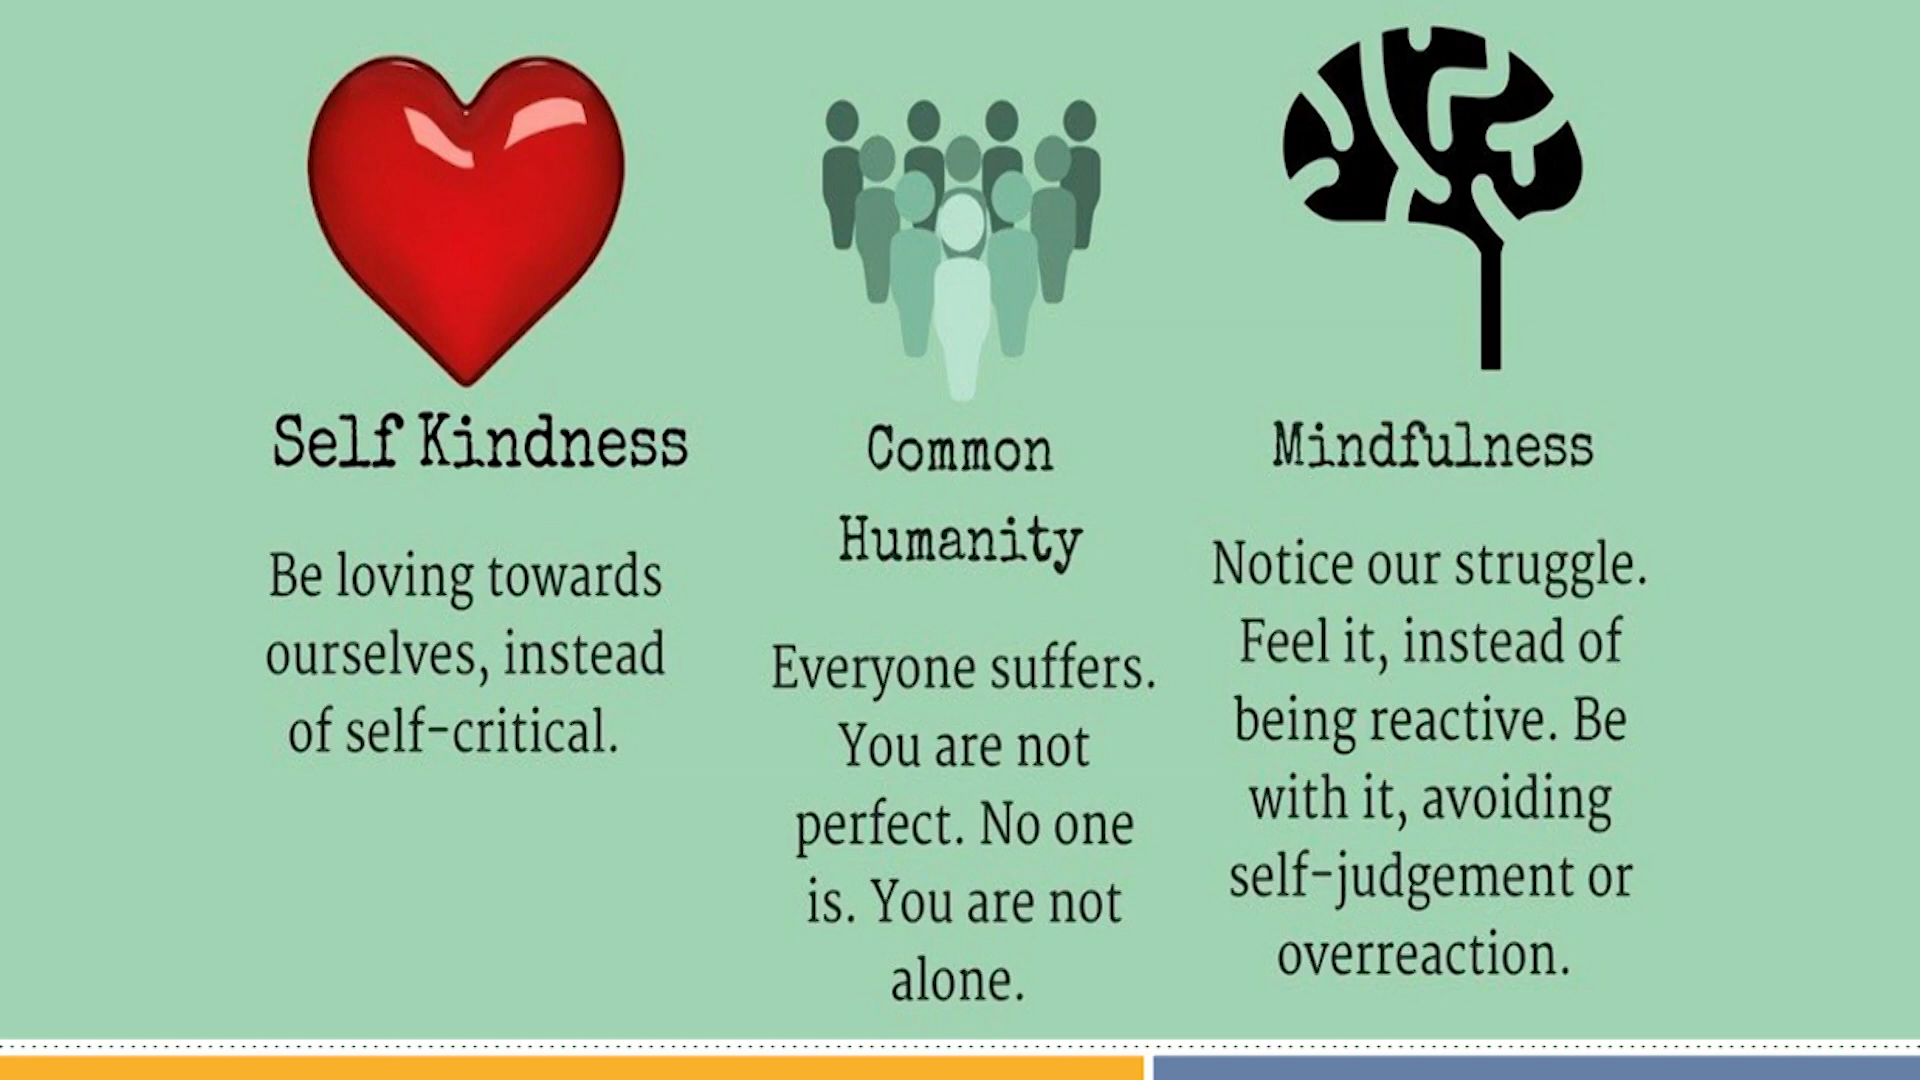 Self Kindness
Be loving towards
ourselves, instead
of self-critical.
Common
Humanity
Everyone suffers.
You are not
perfect. No one
is. You are not
alone.
Mindfulness
Notice our struggle.
Feel it, instead of
being reactive. Be
with it, avoiding
self-judgement or
overreaction.